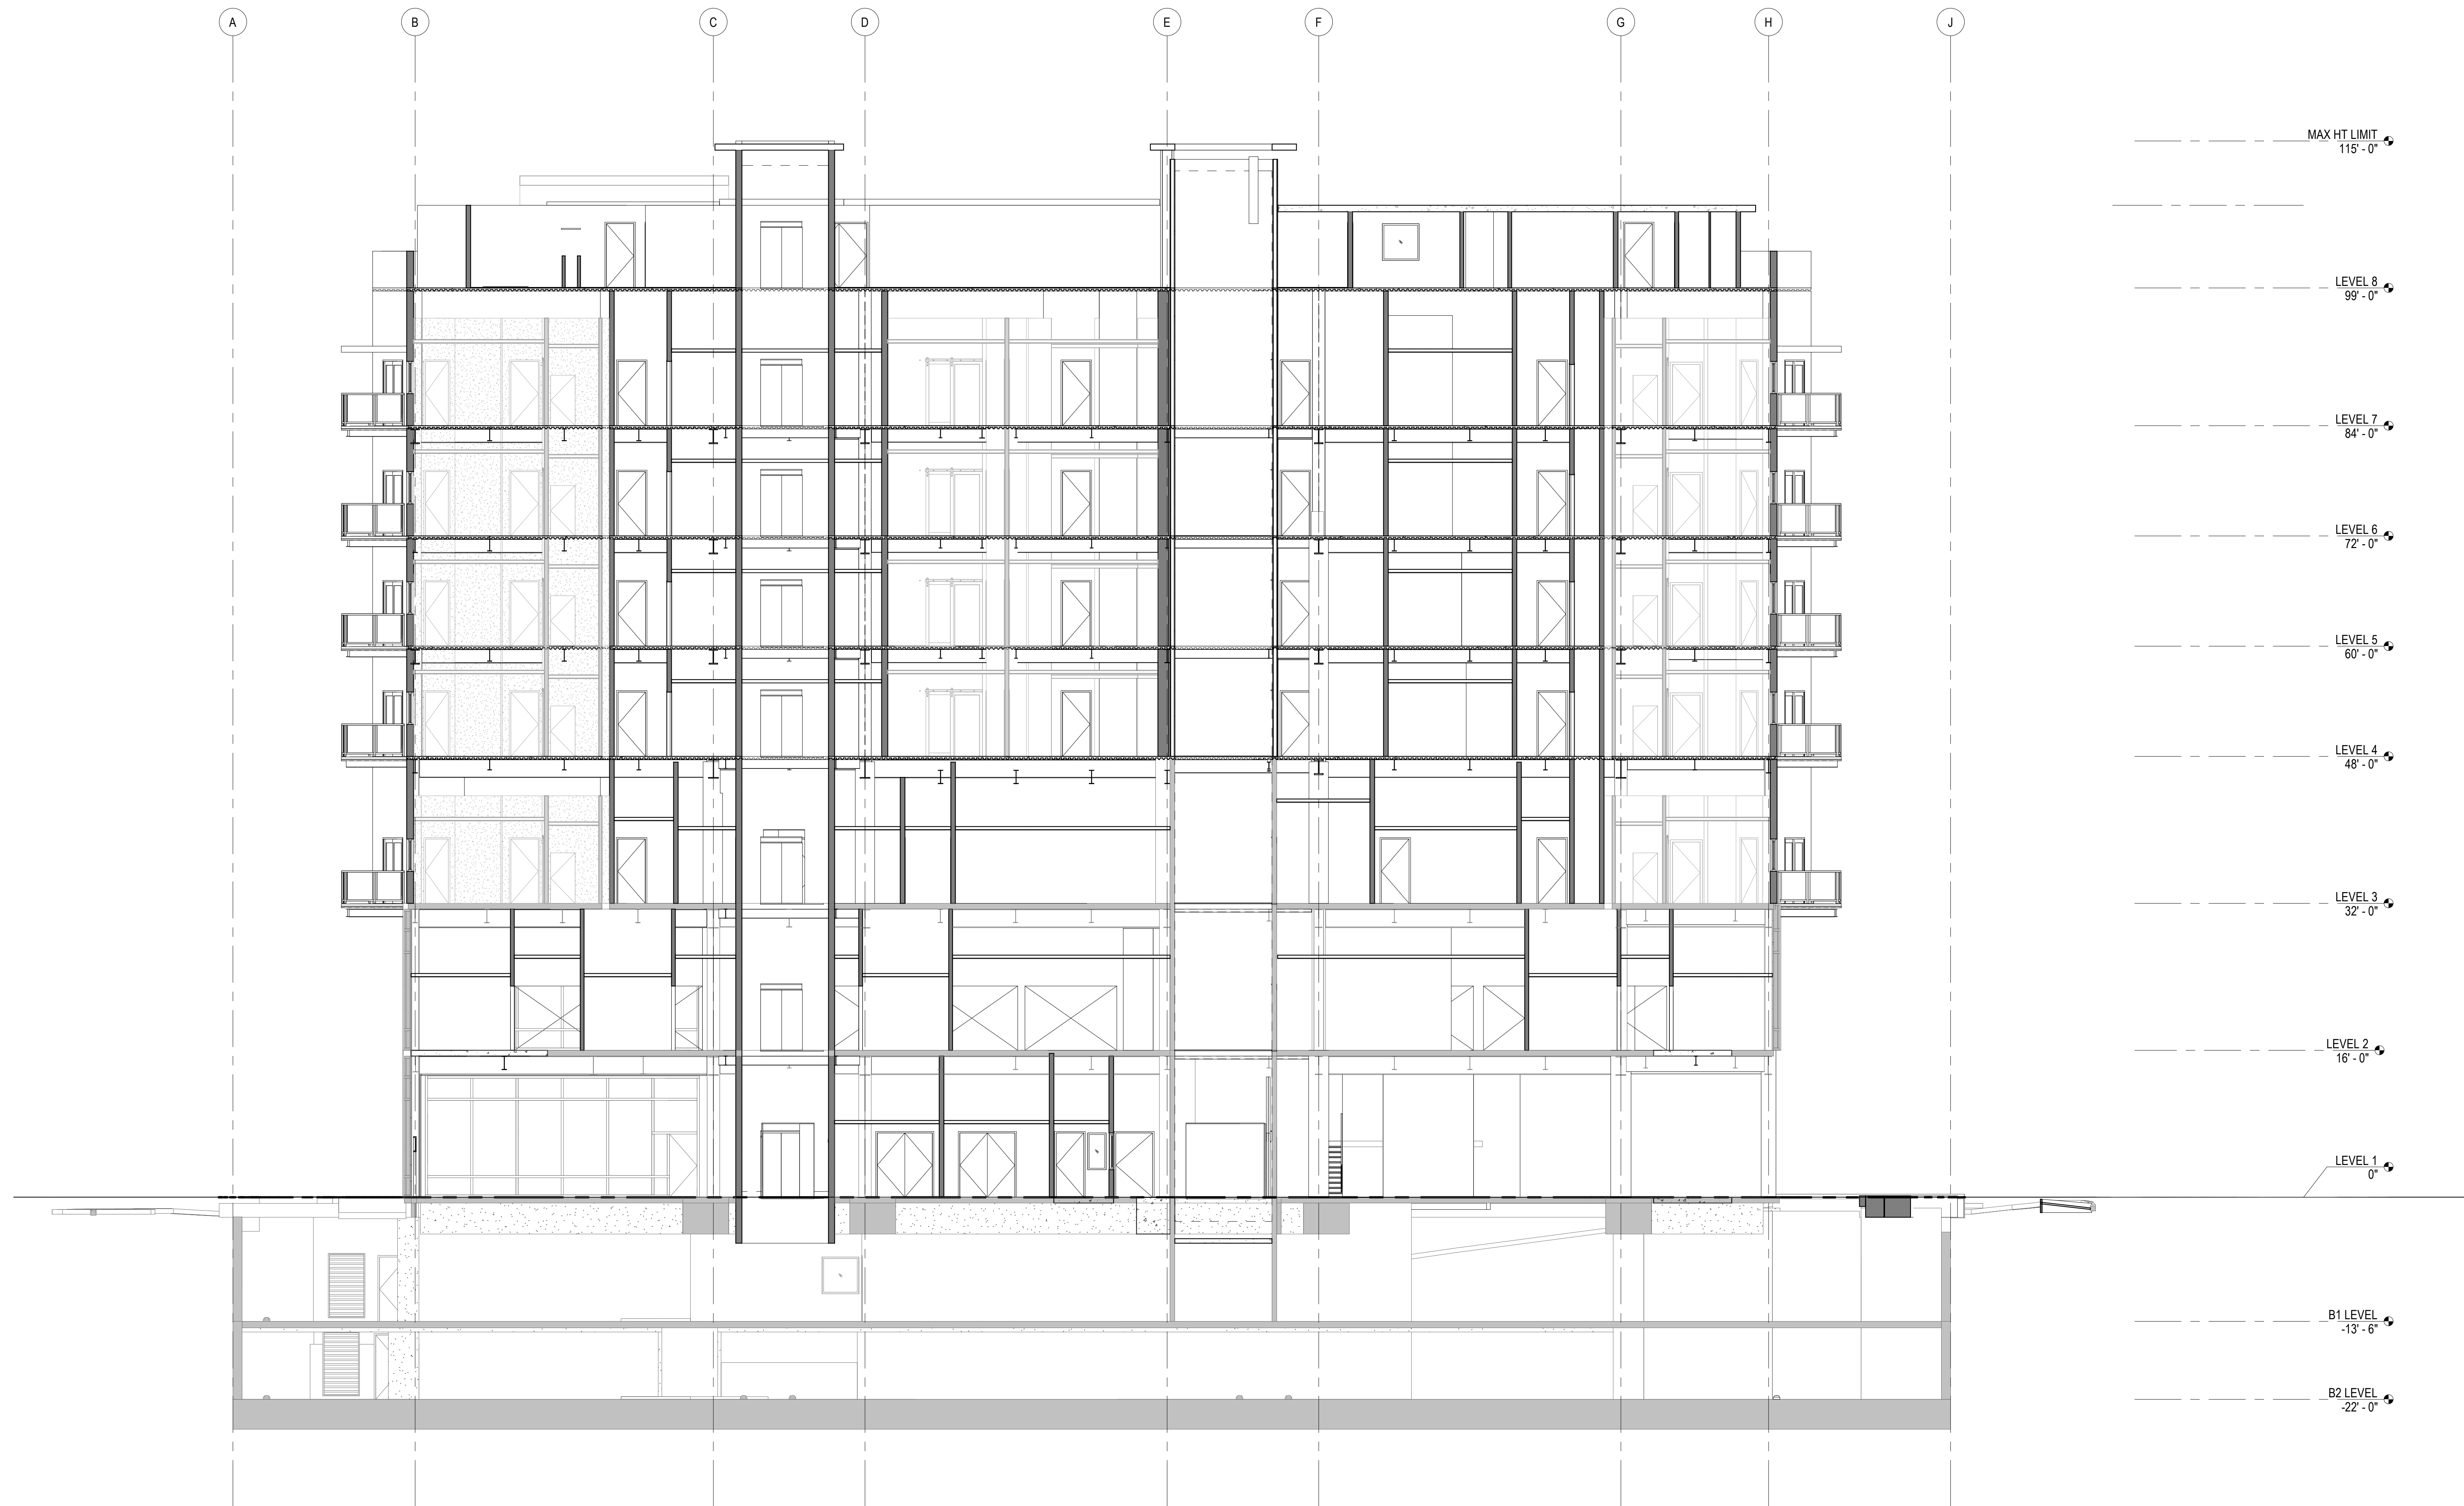 A B C D E F G H J
MAX HT LIMIT
115' - 0"
LEVEL 8
99' - 0"
LEVEL 7
84' - 0"
LEVEL 6
72' - 0"
LEVEL 5
60' - 0"
LEVEL 4
48' - 0"
LEVEL 3
32' - 0"
LEVEL 2
16' - 0"
LEVEL 1
0"
B1 LEVEL
-13' - 6"
B2 LEVEL
-22' - 0"